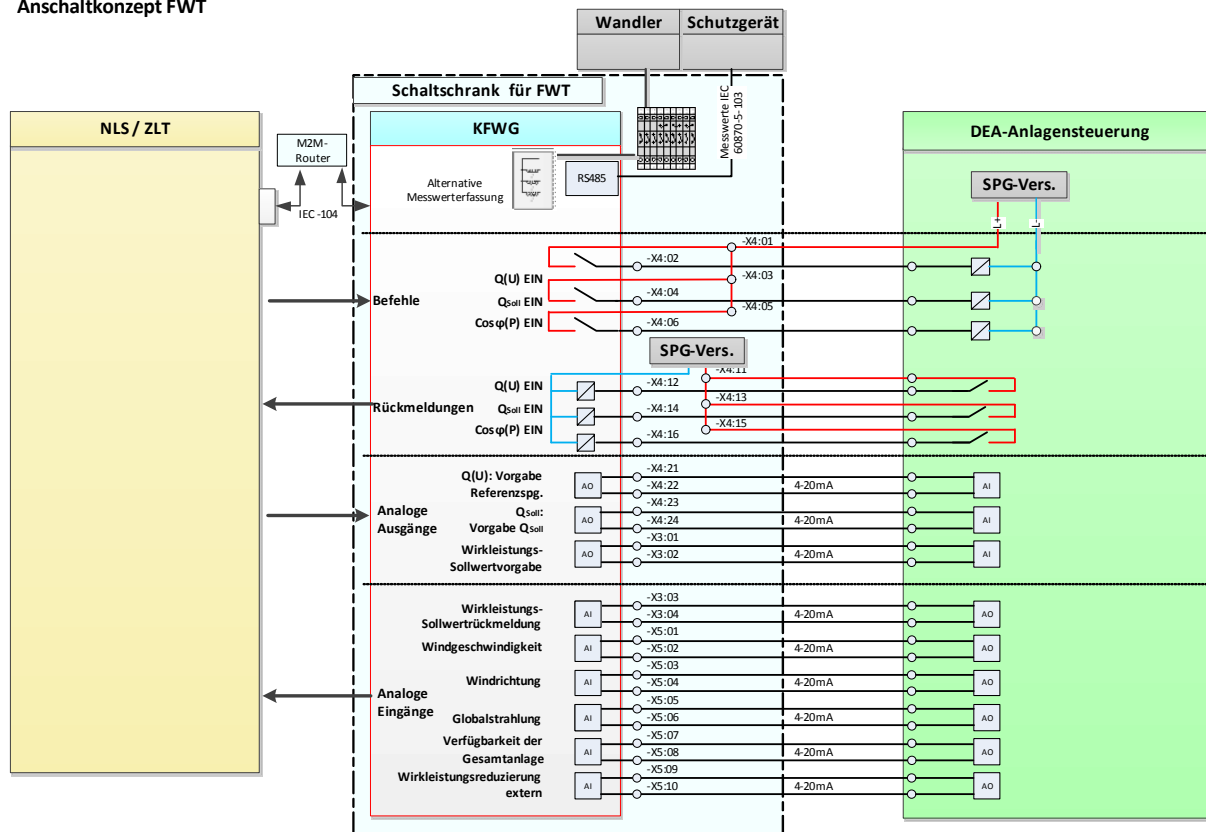 Anschaltkonzept FWT
Wandler
Schutzgerät
Schaltschrank für FWT
Messwerte IEC
60870-5-103
NLS / ZLT
KFWG
DEA-Anlagensteuerung
M2M-
Router
IEC -104
Alternative
Messwerterfassung
RS485
SPG-Vers.
L+
L-
Befehle
Q(U) EIN
QSoll EIN
Cosφ(P) EIN
-X4:01
-X4:02
-X4:03
-X4:04
-X4:05
-X4:06
SPG-Vers.
Rückmeldungen
Q(U) EIN
QSoll EIN
Cosφ(P) EIN
-X4:11
-X4:12
-X4:13
-X4:14
-X4:15
-X4:16
Analoge
Ausgänge
Q(U): Vorgabe
Referenzspg.
AO
-X4:21
-X4:22
4-20mA
AI
QSoll:
Vorgabe QSoll
AO
-X4:23
-X4:24
4-20mA
AI
Wirkleistungs-
Sollwertvorgabe
AO
-X3:01
-X3:02
4-20mA
AI
Analoge
Eingänge
Wirkleistungs-
Sollwertrückmeldung
AI
-X3:03
-X3:04
4-20mA
AO
Windgeschwindigkeit
AI
-X5:01
-X5:02
4-20mA
AO
Windrichtung
AI
-X5:03
-X5:04
4-20mA
AO
Globalstrahlung
AI
-X5:05
-X5:06
4-20mA
AO
Verfügbarkeit der
Gesamtanlage
AI
-X5:07
-X5:08
4-20mA
AO
Wirkleistungsreduzierung
extern
AI
-X5:09
-X5:10
4-20mA
AO